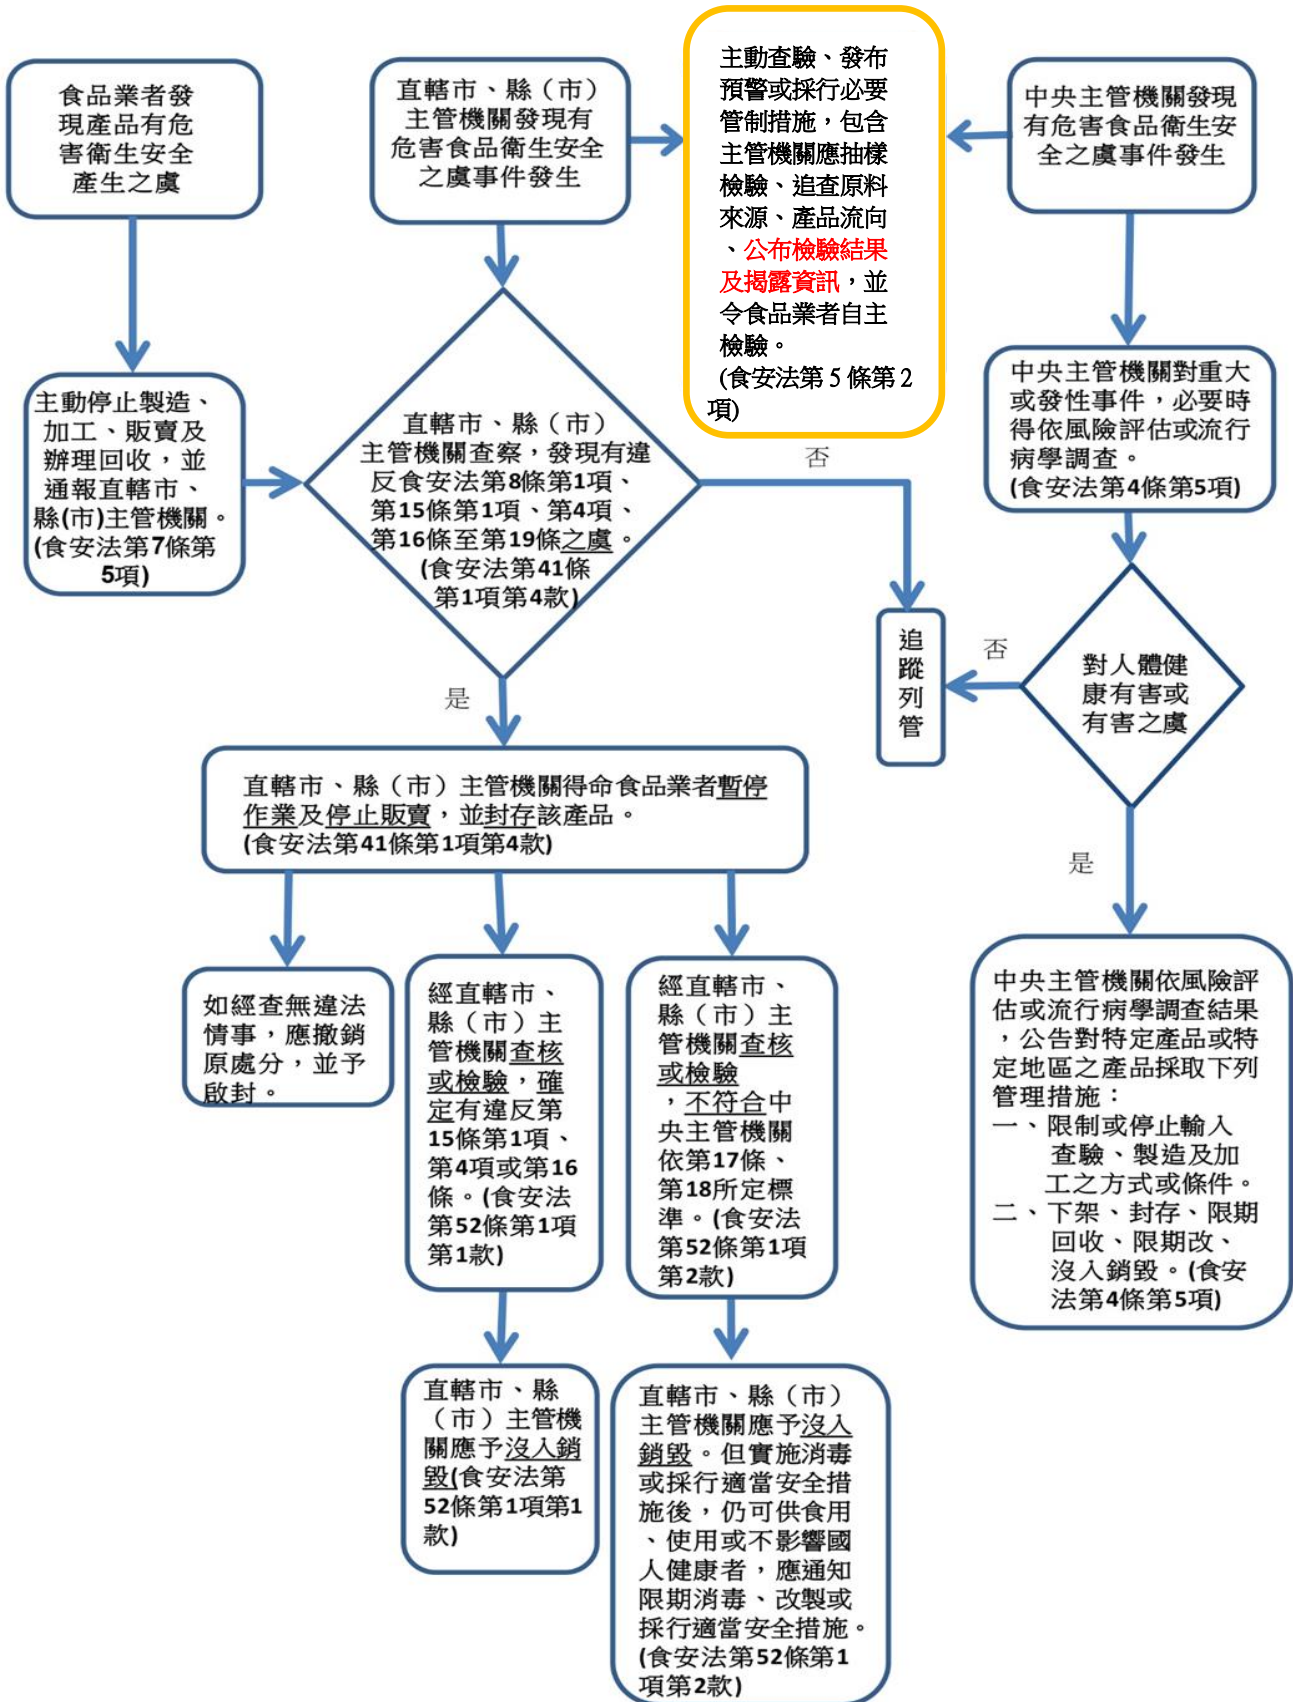 食品業者發
現產品有危
害衛生安全
產生之虞
直轄市、縣（市）
主管機關發現有
危害食品衛生安全
之虞事件發生
主動查驗、發布
預警或採行必要
管制措施，包含
主管機關應抽樣
檢驗、追查原料
來源、產品流向
、公布檢驗結果
及揭露資訊，並
令食品業者自主
檢驗。
(食安法第 5 條第 2
項)
中央主管機關發現
有危害食品衛生安
全之虞事件發生
主動停止製造、
加工、販賣及
辦理回收，並
通報直轄市、
縣(市)主管機關。
(食安法第7條第
5項)
直轄市、縣（市）
主管機關查察，發現有違
反食安法第8條第1項、
第15條第1項、第4項、
第16條至第19條之虞。
(食安法第41條
第1項第4款)
否
中央主管機關對重大
或發性事件，必要時
得依風險評估或流行
病學調查。
(食安法第4條第5項)
追
蹤
列
管
否
對人體健
康有害或
有害之虞
是
直轄市、縣（市）主管機關得命食品業者暫停
作業及停止販賣，並封存該產品。
(食安法第41條第1項第4款)
是
如經查無違法
情事，應撤銷
原處分，並予
啟封。
經直轄市、
縣（市）主
管機關查核
或檢驗，確
定有違反第
15條第1項、
第4項或第16
條。(食安法
第52條第1項
第1款)
經直轄市、
縣（市）主
管機關查核
或檢驗
，不符合中
央主管機關
依第17條、
第18所定標
準。(食安法
第52條第1項
第2款)
中央主管機關依風險評
估或流行病學調查結果
，公告對特定產品或特
定地區之產品採取下列
管理措施：
一、限制或停止輸入
查驗、製造及加
工之方式或條件。
二、下架、封存、限期
回收、限期改、
沒入銷毀。(食安
法第4條第5項)
直轄市、縣
（市）主管機
關應予沒入銷
毀(食安法第
52條第1項第1
款)
直轄市、縣（市）
主管機關應予沒入
銷毀。但實施消毒
或採行適當安全措
施後，仍可供食用
、使用或不影響國
人健康者，應通知
限期消毒、改製或
採行適當安全措施。
(食安法第52條第1
項第2款)